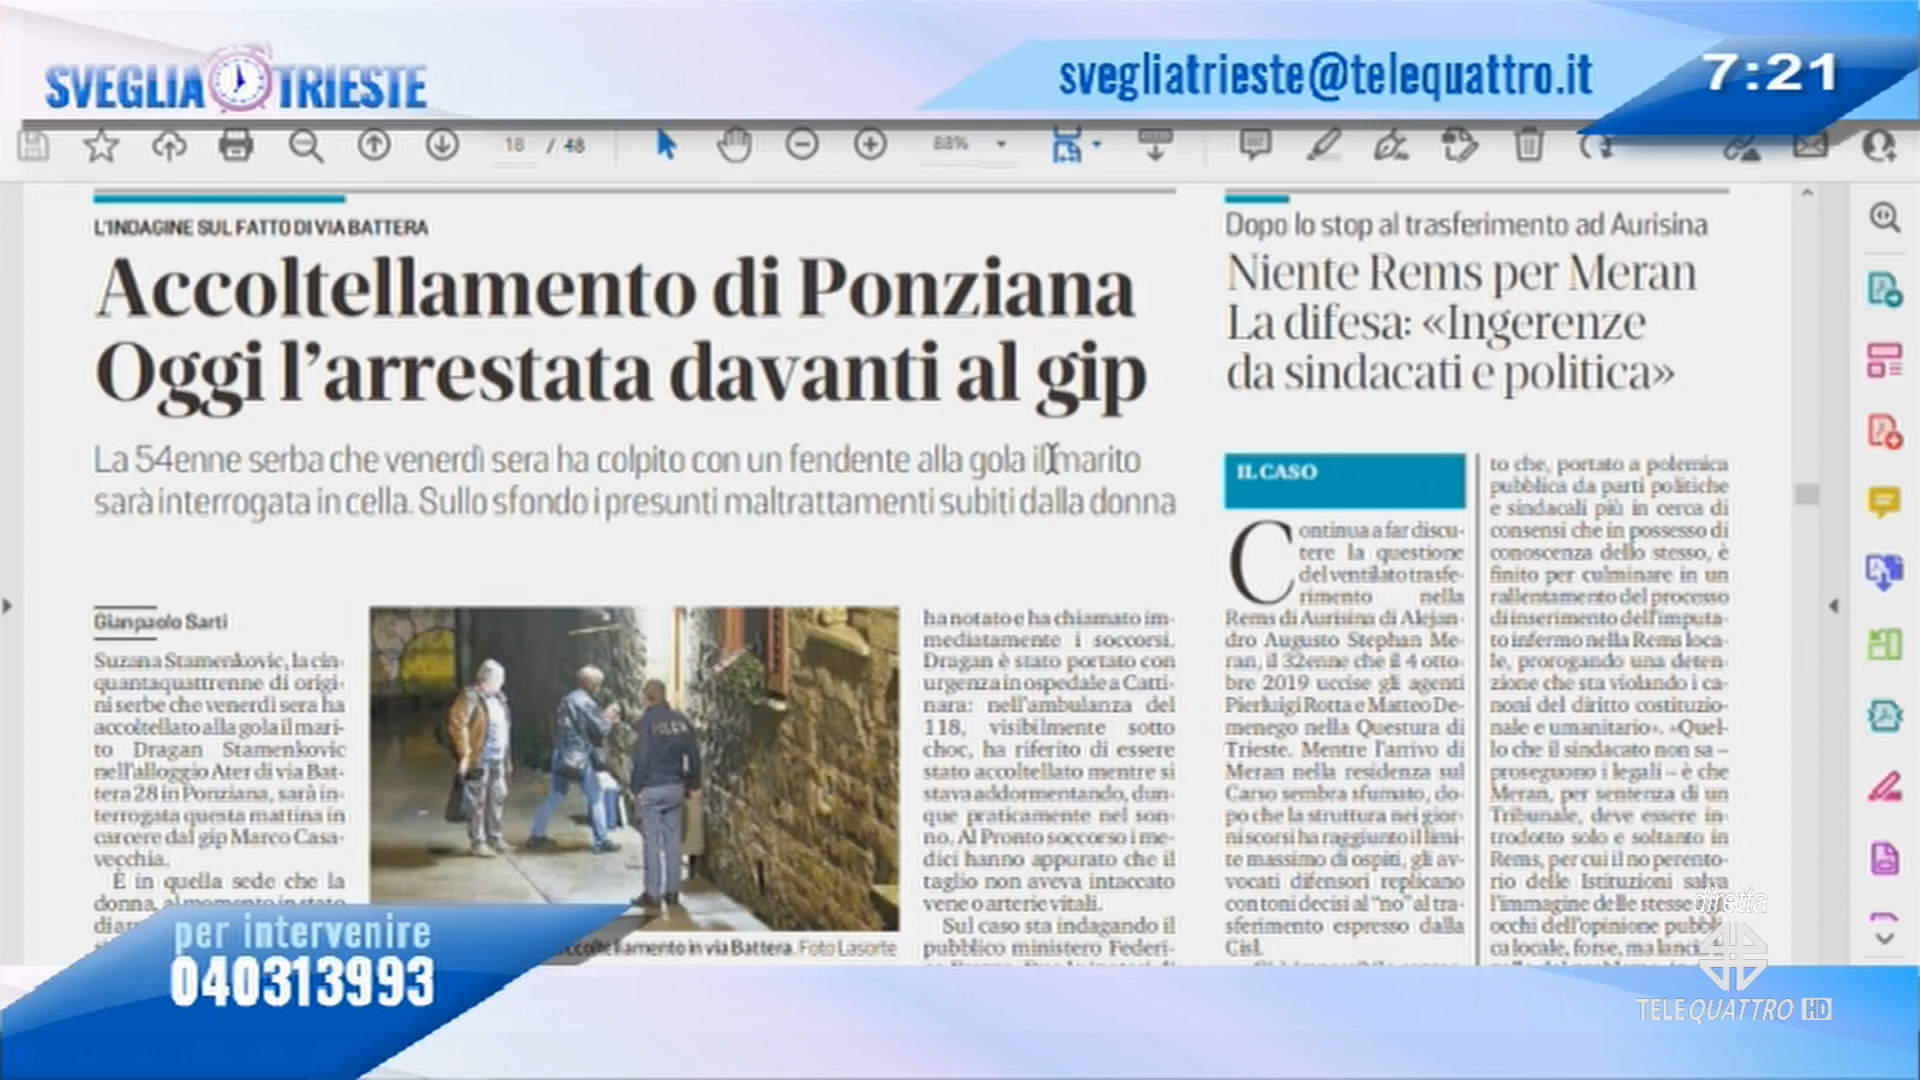 SVEGLIA TRIESTE
svegliatrieste@telequattro.it
7:21
18 / 48
88%
L'INDAGINE SUL FATTO DI VIA BATTERA
Accoltellamento di Ponziana
Oggi l'arrestata davanti al gip
La 54enne serba che venerdì sera ha colpito con un fendente alla gola il marito
sarà interrogata in cella. Sullo sfondo i presunti maltrattamenti subiti dalla donna
Gianpaolo Sarti
Suzana Stamenkovic, la cin-
quantaquattrenne di origi-
ni serbe che venerdì sera ha
accoltellato alla gola il mari-
to Dragan Stamenkovic
nell'alloggio Ater di via Bat-
tera 28 in Ponziana, sarà in-
terrogata questa mattina in
carcere dal gip Marco Casa-
vecchia.
È in quella sede che la
donna, al momento in stato
POLIZIA
accoltellamento in via Battera. Foto Lasorte
ha notato e ha chiamato im-
mediatamente i soccorsi.
Dragan è stato portato con
urgenza in ospedale a Catti-
nara: nell'ambulanza del
118, visibilmente sotto
choc, ha riferito di essere
stato accoltellato mentre si
stava addormentando, dun-
que praticamente nel son-
no. Al Pronto soccorso i me-
dici hanno appurato che il
taglio non aveva intaccato
vene o arterie vitali.
Sul caso sta indagando il
pubblico ministero Federi-
Dopo lo stop al trasferimento ad Aurisina
Niente Rems per Meran
La difesa: «Ingerenze
da sindacati e politica»
IL CASO
Continua a far discu-
tere la questione
del ventilato trasfe-
rimento nella
Rems di Aurisina di Alejan-
dro Augusto Stephan Me-
ran, il 32enne che il 4 otto-
bre 2019 uccise gli agenti
Pierluigi Rotta e Matteo De-
menego nella Questura di
Trieste. Mentre l'arrivo di
Meran nella residenza sul
Carso sembra sfumato, do-
po che la struttura nei gior-
ni scorsi ha raggiunto il limi-
te massimo di ospiti, gli av-
vocati difensori replicano
con toni decisi al "no" al tra-
sferimento espresso dalla
Cisl.
to che, portato a polemica
pubblica da parti politiche
e sindacali più in cerca di
consensi che in possesso di
conoscenza dello stesso, è
finito per culminare in un
rallentamento del processo
di inserimento dell'imputa-
to infermo nella Rems loca-
le, prorogando una deten-
zione che sta violando i ca-
noni del diritto costituzio-
nale e umanitario». «Quel-
lo che il sindacato non sa –
proseguono i legali – è che
Meran, per sentenza di un
Tribunale, deve essere in-
trodotto solo e soltanto in
Rems, per cui il no perento-
rio delle Istituzioni salva
l'immagine delle stesse
occhi dell'opinione pubbli-
ca locale, forse, ma lancia
per intervenire
040313993
diretta
TELEQUATTRO HD